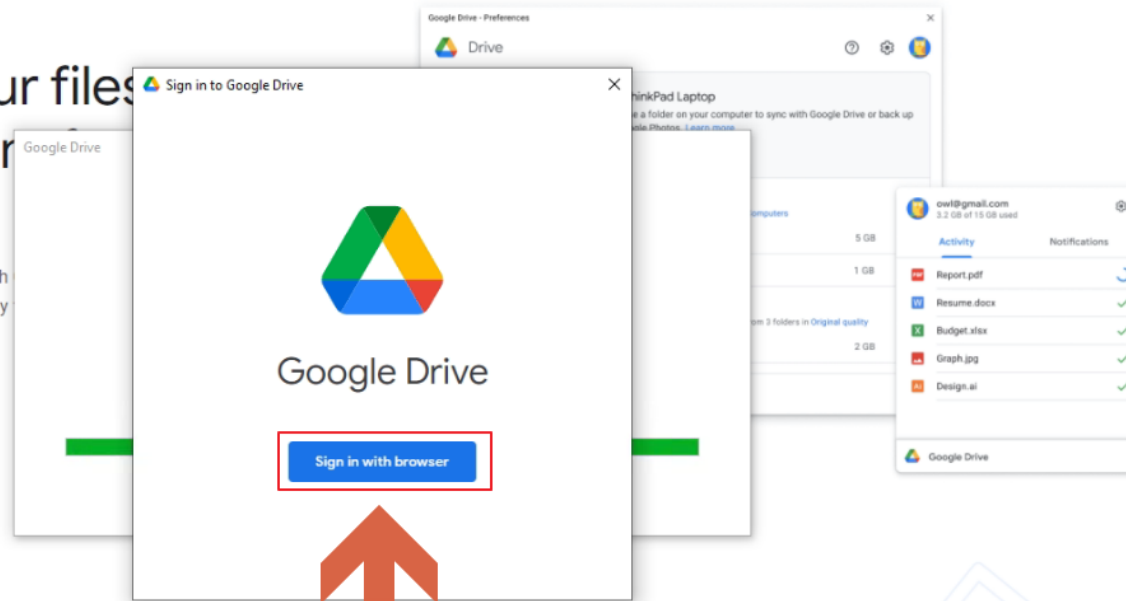 Google Drive - Preferences
Drive
ur files
Sign in to Google Drive
hinkPad Laptop
e a folder on your computer to sync with Google Drive or back up
Photos. Learn more
Google Drive
omputers
owl@gmail.com
3.2 GB of 15 GB used
5 GB
Activity
Notifications
h
1 GB
PDF
Report.pdf
y
W
Resume.docx
om 3 folders in Original quality
X
Budget.xlsx
2 GB
Graph.jpg
Google Drive
Ai
Design.ai
Sign in with browser
Google Drive